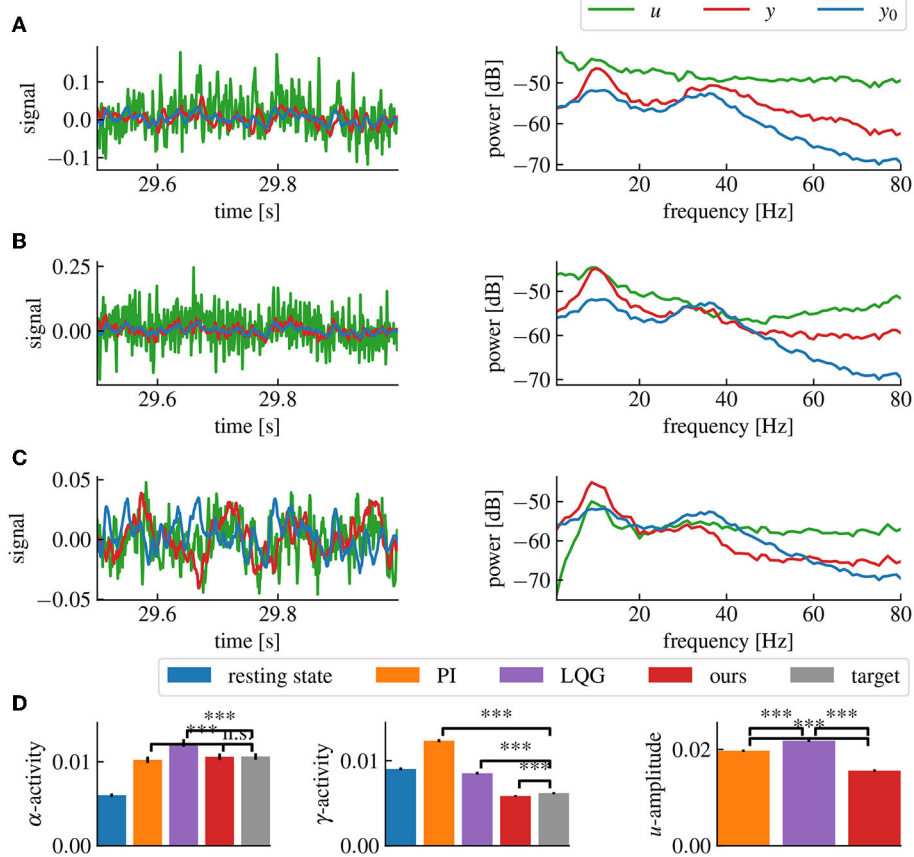 u y y0
A
signal
0.1
0.0
−0.1
29.6 29.8
time [s]
power [dB]
−50
−60
−70
20 40 60 80
frequency [Hz]
B
signal
0.25
0.00
29.6 29.8
time [s]
power [dB]
−50
−60
−70
20 40 60 80
frequency [Hz]
C
signal
0.05
0.00
−0.05
29.6 29.8
time [s]
power [dB]
−50
−60
−70
20 40 60 80
frequency [Hz]
resting state PI LQG ours target
D
α-activity
0.01
0.00
***
***
n.s.
γ-activity
0.01
0.00
***
***
***
u-amplitude
0.02
0.00
*** ***
***